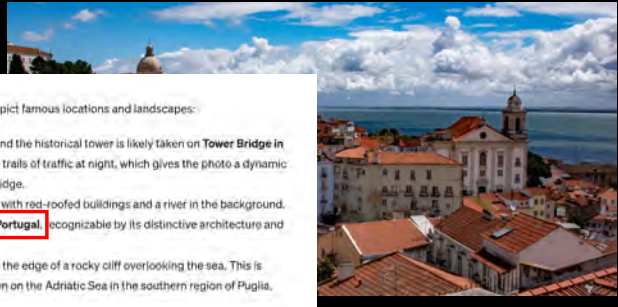 pict famous locations and landscapes:
nd the historical tower is likely taken on Tower Bridge in
trails of traffic at night, which gives the photo a dynamic
idge.
with red-roofed buildings and a river in the background.
Portugal, recognizable by its distinctive architecture and
the edge of a rocky cliff overlooking the sea. This is
en on the Adriatic Sea in the southern region of Puglia,